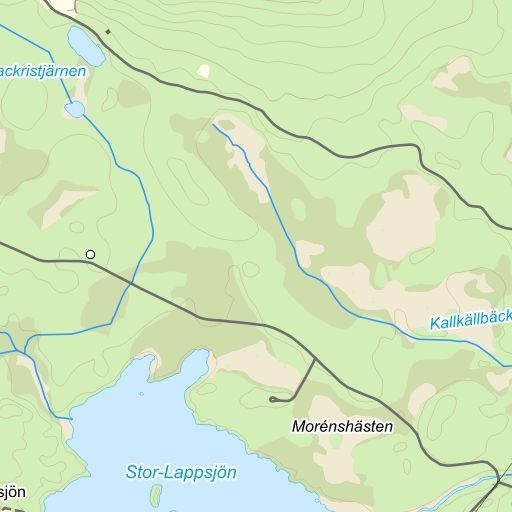 ackristjärnen
Kallkällbäck
Morénshästen
Stor-Lappsjön
sjön